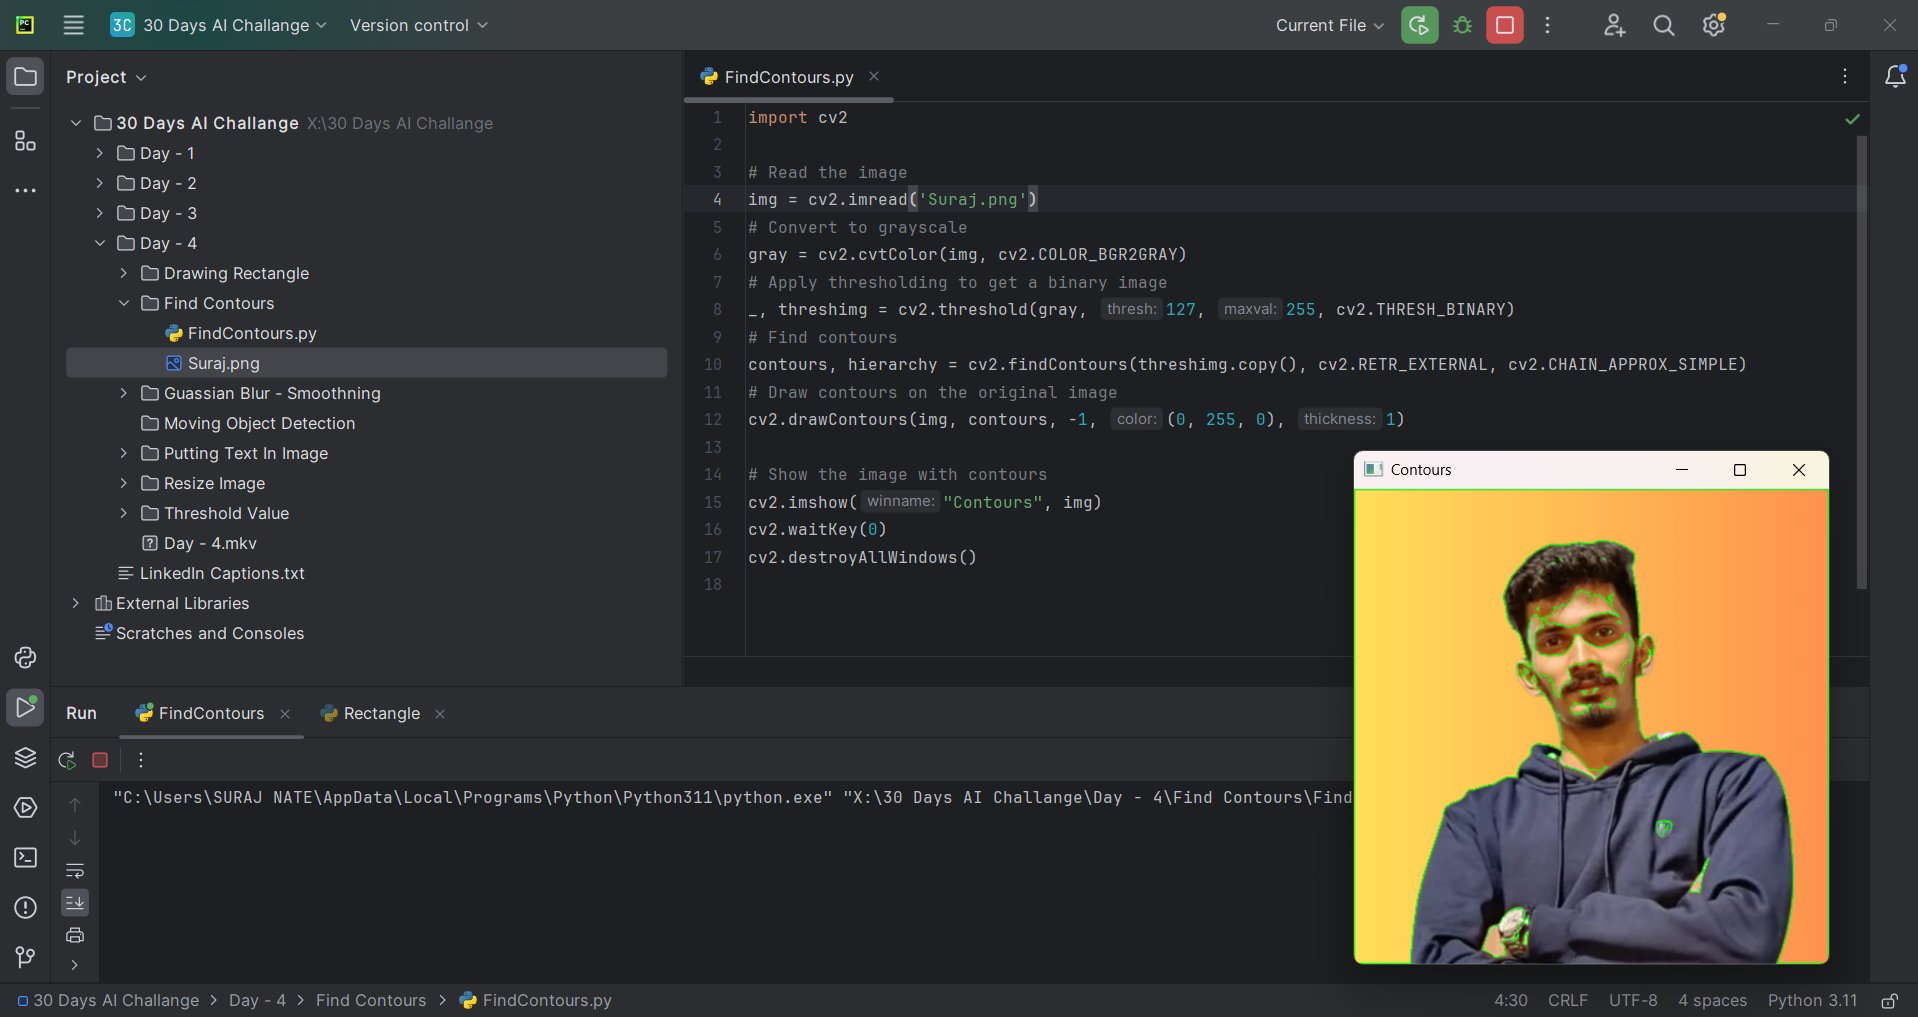 PC
3C 30 Days AI Challange Version control Current File
Project
30 Days AI Challange X:\30 Days AI Challange
Day - 1
Day - 2
Day - 3
Day - 4
Drawing Rectangle
Find Contours
FindContours.py
Suraj.png
Guassian Blur - Smoothning
Moving Object Detection
Putting Text In Image
Resize Image
Threshold Value
Day - 4.mkv
LinkedIn Captions.txt
External Libraries
Scratches and Consoles
FindContours.py
1 import cv2
2
3 # Read the image
4 img = cv2.imread('Suraj.png')
5 # Convert to grayscale
6 gray = cv2.cvtColor(img, cv2.COLOR_BGR2GRAY)
7 # Apply thresholding to get a binary image
8 _, threshimg = cv2.threshold(gray, thresh: 127, maxval: 255, cv2.THRESH_BINARY)
9 # Find contours
10 contours, hierarchy = cv2.findContours(threshimg.copy(), cv2.RETR_EXTERNAL, cv2.CHAIN_APPROX_SIMPLE)
11 # Draw contours on the original image
12 cv2.drawContours(img, contours, -1, color: (0, 255, 0), thickness: 1)
13
14 # Show the image with contours
15 cv2.imshow( winname: "Contours", img)
16 cv2.waitKey(0)
17 cv2.destroyAllWindows()
18
Contours
Run FindContours Rectangle
"C:\Users\SURAJ NATE\AppData\Local\Programs\Python\Python311\python.exe" "X:\30 Days AI Challange\Day - 4\Find Contours\Find
30 Days AI Challange > Day - 4 > Find Contours > FindContours.py 4:30 CRLF UTF-8 4 spaces Python 3.11